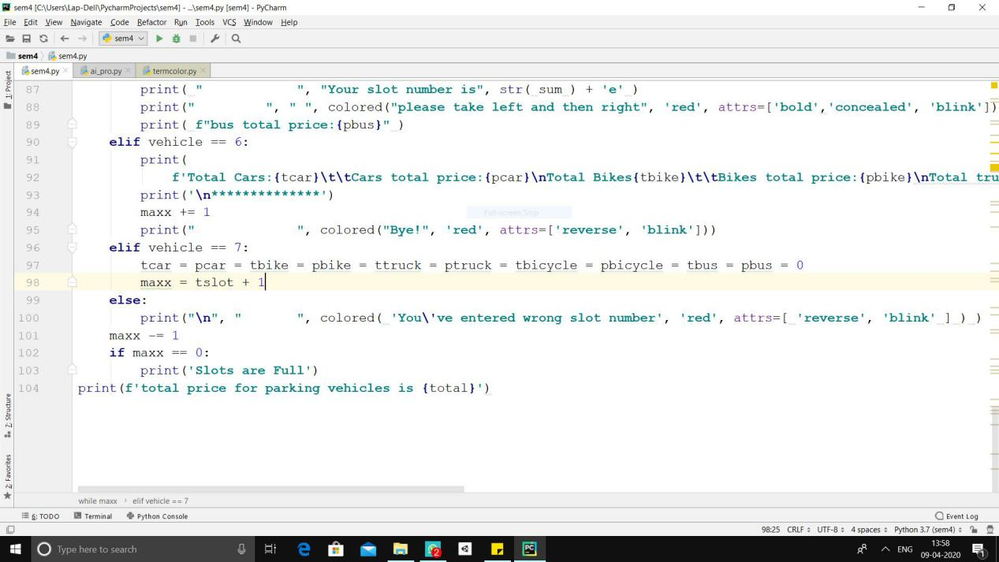 sem4 [C:\Users\Lap-Dell\PycharmProjects\sem4] - ...\sem4.py [sem4] - PyCharm
File Edit View Navigate Code Refactor Run Tools VCS Window Help
sem4
sem4 sem4.py
sem4.py ai_pro.py termcolor.py
1: Project
87 print( "             ", "Your slot number is", str( sum ) + 'e' )
88 print("         ", " ", colored("please take left and then right", 'red', attrs=['bold','concealed', 'blink'])
89 print( f"bus total price:{pbus}" )
90 elif vehicle == 6:
91 print(
92 f'Total Cars:{tcar}\t\tCars total price:{pcar}\nTotal Bikes{tbike}\t\tBikes total price:{pbike}\nTotal tru
93 print('\n**************')
94 maxx += 1
Full-screen Snip
95 print("             ", colored("Bye!", 'red', attrs=['reverse', 'blink']))
96 elif vehicle == 7:
97 tcar = pcar = tbike = pbike = ttruck = ptruck = tbicycle = pbicycle = tbus = pbus = 0
98 maxx = tslot + 1
99 else:
100 print("\n", "       ", colored( 'You\'ve entered wrong slot number', 'red', attrs=[ 'reverse', 'blink' ] ) )
101 maxx -= 1
102 if maxx == 0:
103 print('Slots are Full')
104 print(f'total price for parking vehicles is {total}')
7: Structure
2: Favorites
while maxx › elif vehicle == 7
6: TODO Terminal Python Console Event Log
98:25 CRLF UTF-8 4 spaces Python 3.7 (sem4)
Type here to search
2
PC
ENG
13:58
09-04-2020
1